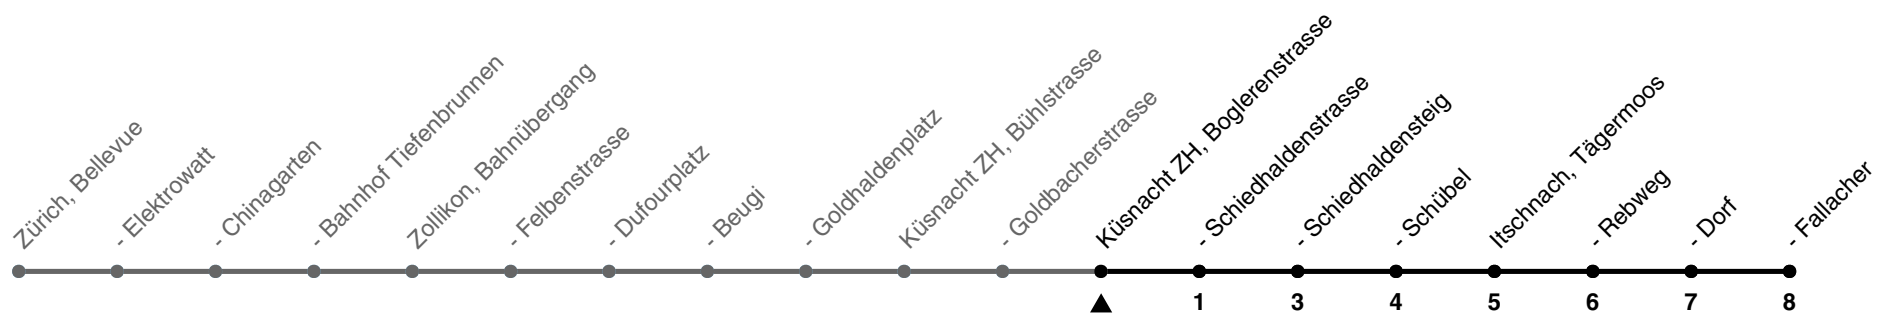 Zürich, Bellevue
- Elektrowatt
- Chinagarten
- Bahnhof Tiefenbrunnen
Zollikon, Bahnübergang
- Felbenstrasse
- Dufourplatz
- Beugi
- Goldhaldenplatz
Küsnacht ZH, Bühlstrasse
- Goldbacherstrasse
Küsnacht ZH, Boglerenstrasse
- Schiedhaldenstrasse
- Schiedhaldensteig
- Schübel
Itschnach, Tägermoos
- Rebweg
- Dorf
- Fallacher
1 3 4 5 6 7 8